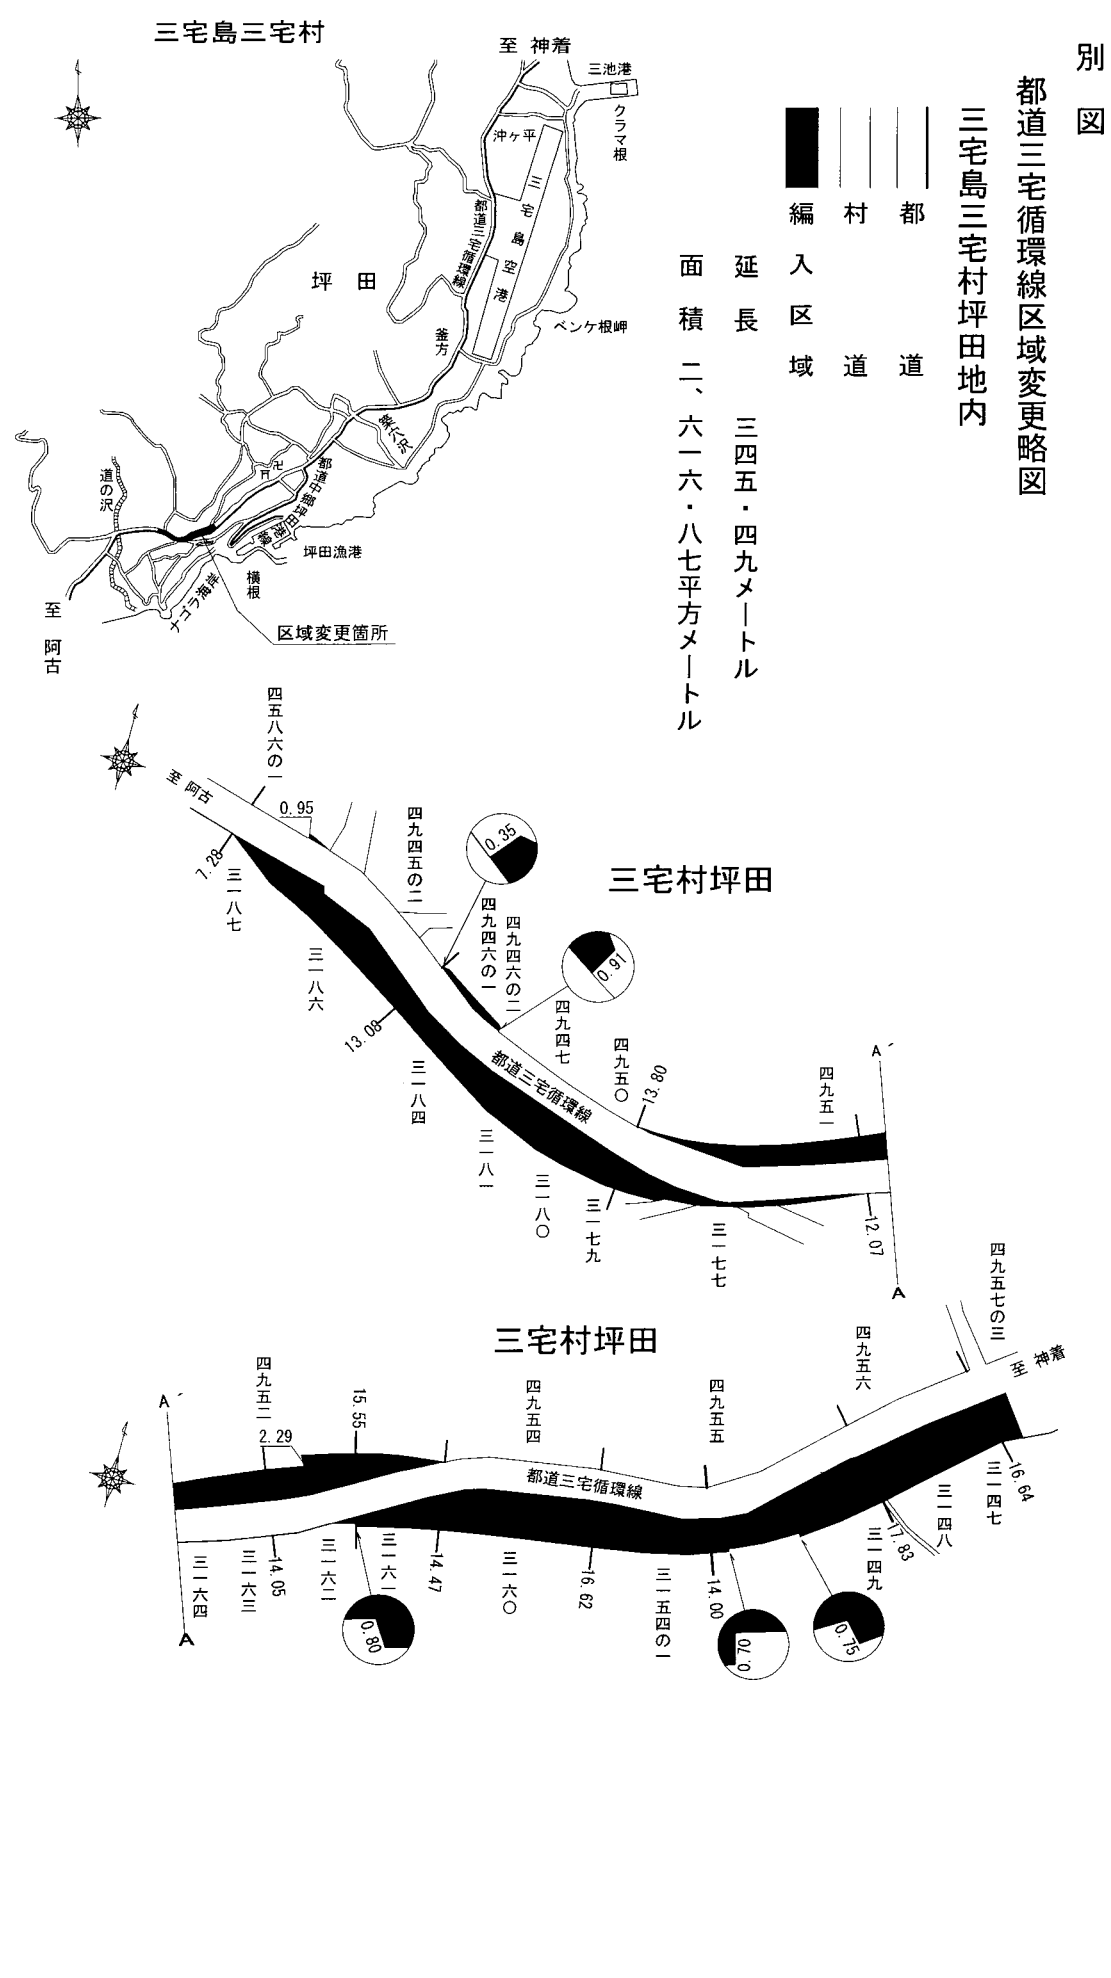 別図
都道三宅循環線区域変更略図
三宅島三宅村坪田地内
都道
村道
編入区域
延長 三四五・四九メートル
面積 二、六一六・八七平方メートル
三宅島三宅村
至 神着
三池港
クラマ根
沖ヶ平
三宅島空港
都道三宅循環線
坪田
ベンケ根岬
釜方
築穴沢
道の沢
都道中郷坪田港線
坪田漁港
横根
ナゴラ海岸
区域変更箇所
至 阿古
三宅村坪田
至 阿古
四五八六の一
0.95
7.28
三一八七
四九四五の二
0.35
四九四六の一
四九四六の二
0.91
三一八六
13.08
四九四七
都道三宅循環線
四九五〇
13.80
三一八四
三一八一
三一八〇
三一七九
三一七七
四九五一
A
12.07
A
三宅村坪田
四九五七の三
至 神着
四九五六
四九五五
四九五四
15.55
四九五二
2.29
A
都道三宅循環線
三一六四
A
三一六三
14.05
三一六二
0.80
三一六一
14.47
三一六〇
16.62
三一五四の一
14.00
0.70
0.75
三一四九
17.83
三一四八
三一四七
16.64